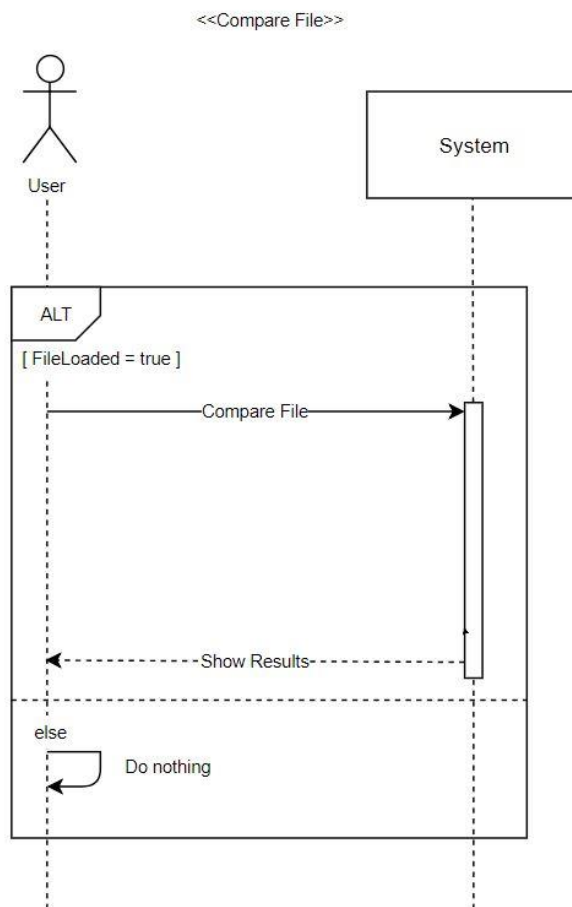 <<Compare File>>
System
User
ALT
[ FileLoaded = true ]
Compare File
Show Results
else
Do nothing